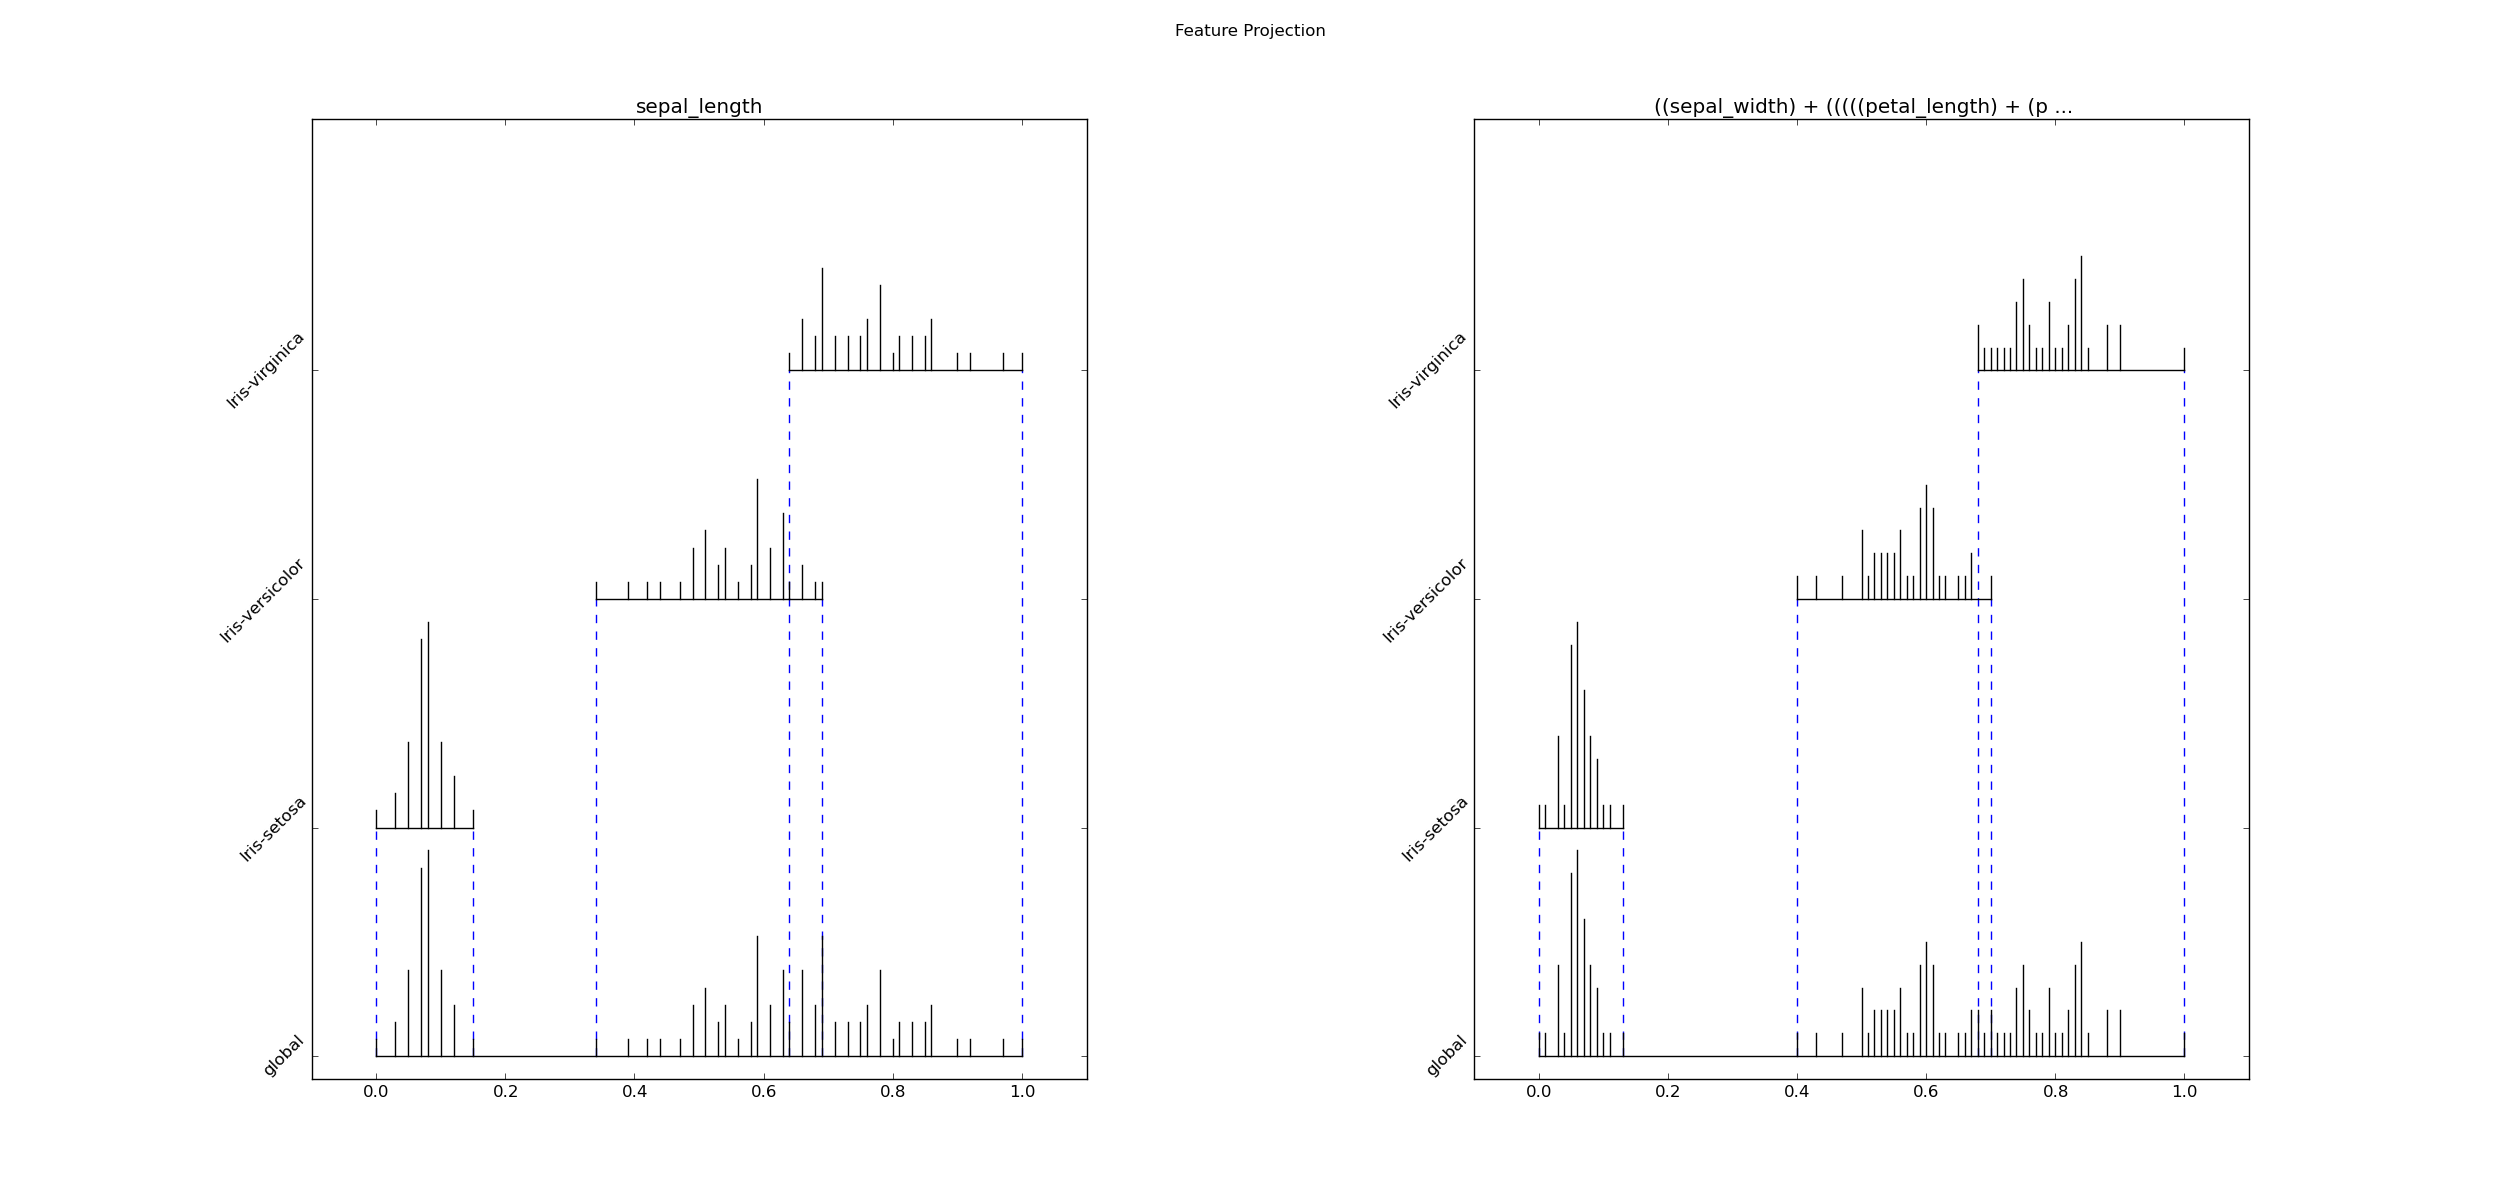 Feature Projection
sepal_length
Iris-virginica
Iris-versicolor
Iris-setosa
global
0.0 0.2 0.4 0.6 0.8 1.0
((sepal_width) + (((((petal_length) + (p ...
Iris-virginica
Iris-versicolor
Iris-setosa
global
0.0 0.2 0.4 0.6 0.8 1.0